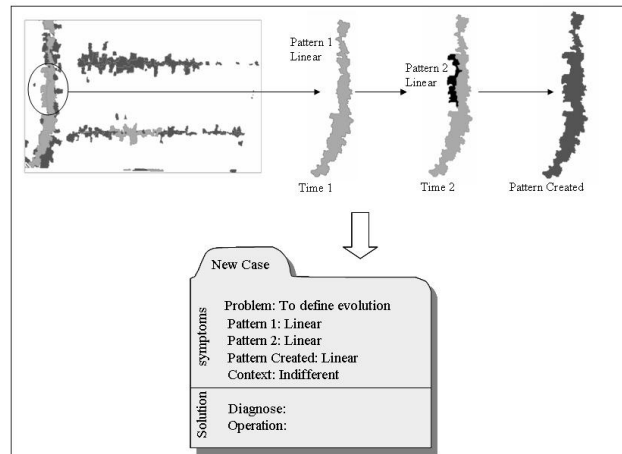 Pattern 1
Linear
Pattern 2
Linear
Time 1
Time 2
Pattern Created
New Case
symptoms
Problem: To define evolution
Pattern 1: Linear
Pattern 2: Linear
Pattern Created: Linear
Context: Indifferent
Solution
Diagnose:
Operation: